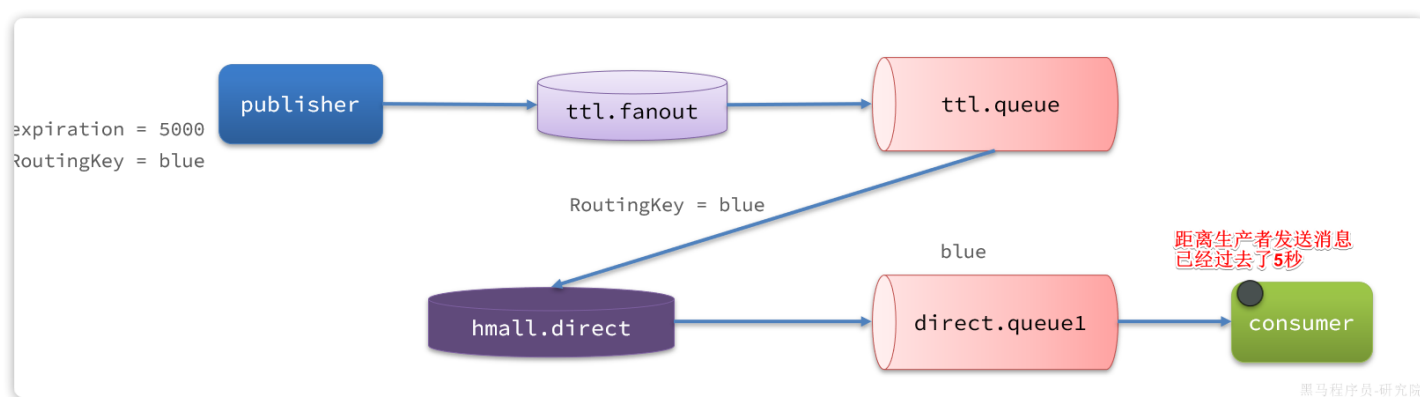 publisher
ttl.fanout
ttl.queue
expiration = 5000
RoutingKey = blue
RoutingKey = blue
blue
距离生产者发送消息
已经过去了5秒
hmall.direct
direct.queue1
consumer
黑马程序员-研究院